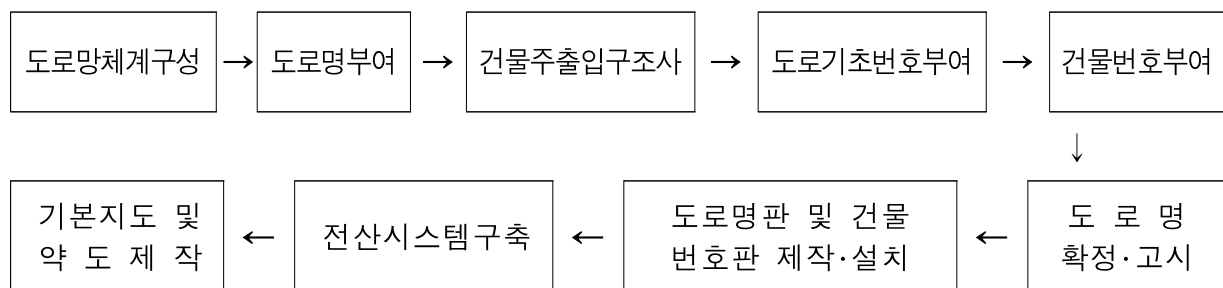 도로망체계구성 → 도로명부여 → 건물주출입구조사 → 도로기초번호부여 → 건물번호부여
↓
기본지도 및 ← 전산시스템구축 ← 도로명판 및 건물 ← 도 로 명
약 도 제 작 번호판 제작·설치 확정·고시